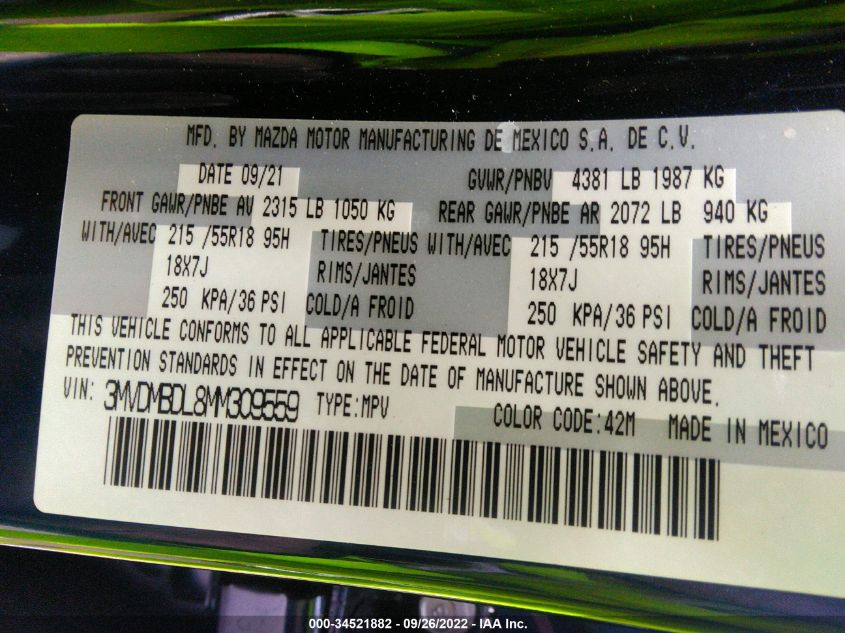 MFD. BY MAZDA MOTOR MANUFACTURING DE MEXICO S.A. DE C.V.
DATE 09/21 GVWR/PNBV 4381 LB 1987 KG
FRONT GAWR/PNBE AV 2315 LB 1050 KG REAR GAWR/PNBE AR 2072 LB 940 KG
WITH/AVEC 215 /55R18 95H TIRES/PNEUS WITH/AVEC 215 /55R18 95H TIRES/PNEUS
18X7J RIMS/JANTES 18X7J RIMS/JANTES
250 KPA/36 PSI COLD/A FROID 250 KPA/36 PSI COLD/A FROID
THIS VEHICLE CONFORMS TO ALL APPLICABLE FEDERAL MOTOR VEHICLE SAFETY AND THEFT
PREVENTION STANDARDS IN EFFECT ON THE DATE OF MANUFACTURE SHOWN ABOVE.
VIN: 3MVDMBDL8MM309559 TYPE:MPV COLOR CODE:42M MADE IN MEXICO
000-34521882 - 09/26/2022 - IAA Inc.